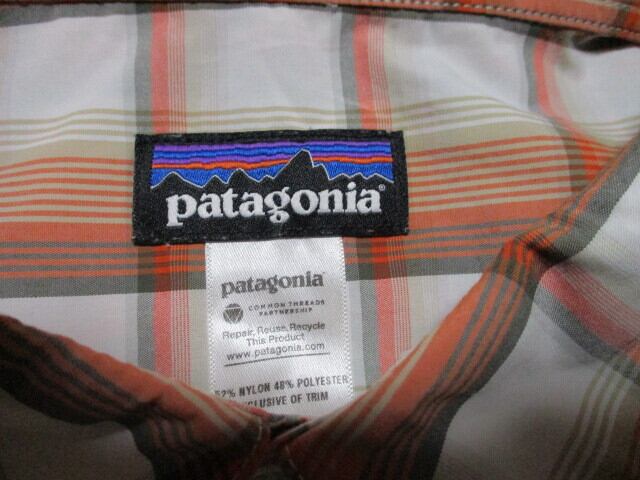 patagonia®
patagonia®
COMMON THREADS
PARTNERSHIP
Repair, Reuse, Recycle
This Product
www.patagonia.com
52% NYLON 48% POLYESTER
EXCLUSIVE OF TRIM